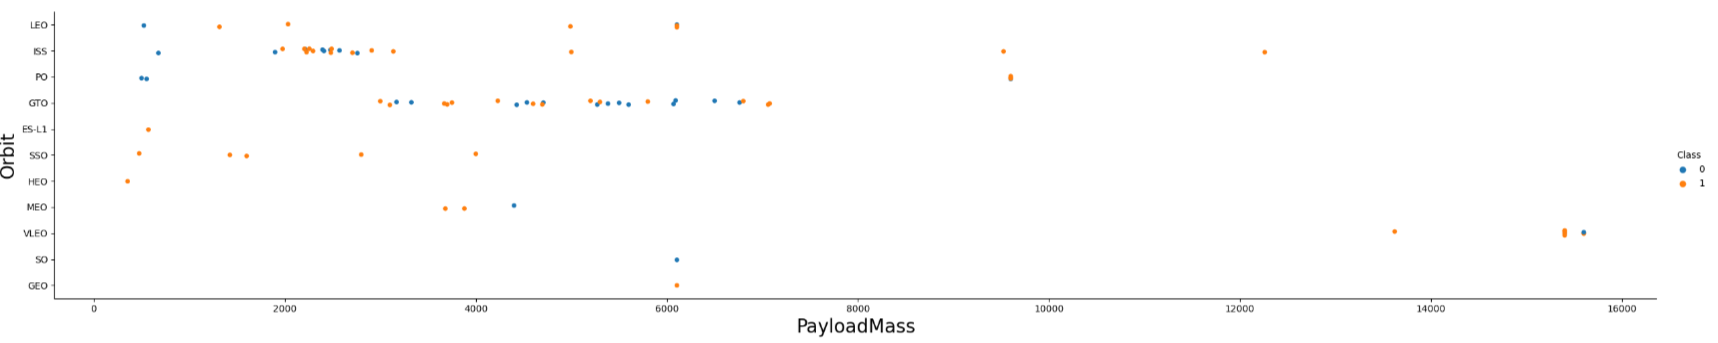 LEO
ISS
PO
GTO
ES-L1
SSO
HEO
MEO
VLEO
SO
GEO
Orbit
0 2000 4000 6000 8000 10000 12000 14000 16000
PayloadMass
Class
0
1